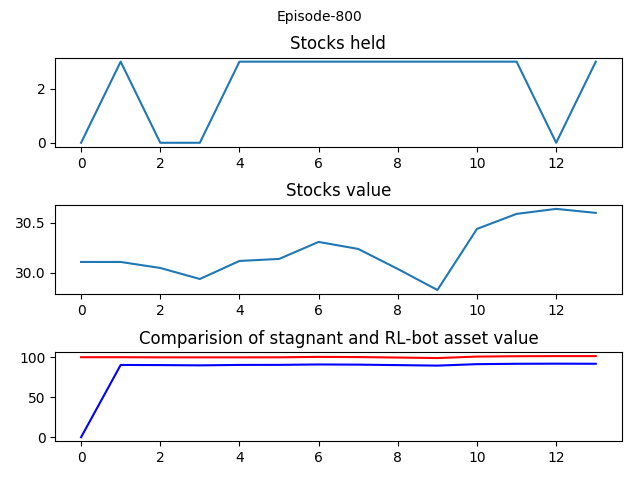 Episode-800
Stocks held
2
0
0 2 4 6 8 10 12
Stocks value
30.5
30.0
0 2 4 6 8 10 12
Comparision of stagnant and RL-bot asset value
100
50
0
0 2 4 6 8 10 12